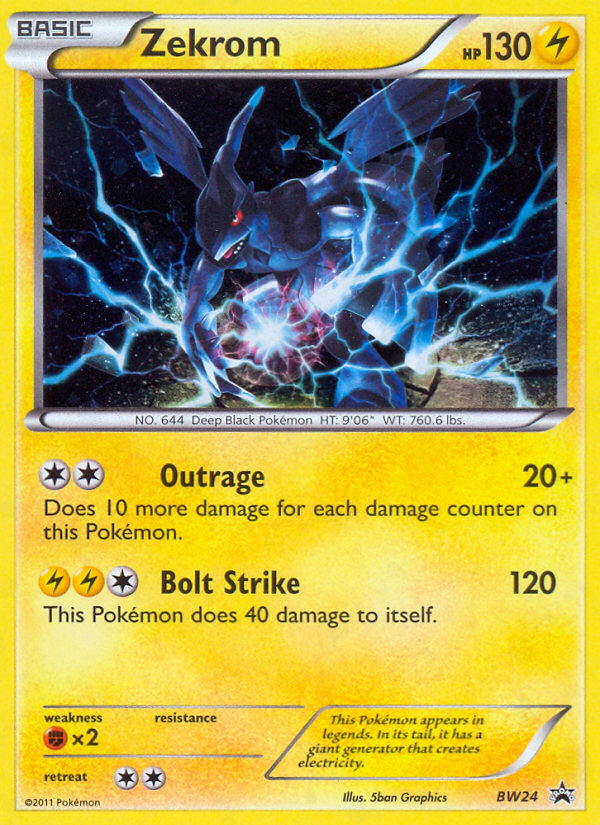 BASIC
Zekrom
HP130
NO. 644 Deep Black Pokémon HT: 9'06" WT: 760.6 lbs.
Outrage 20+
Does 10 more damage for each damage counter on
this Pokémon.
Bolt Strike 120
This Pokémon does 40 damage to itself.
weakness resistance
×2
retreat
This Pokémon appears in
legends. In its tail, it has a
giant generator that creates
electricity.
©2011 Pokémon
Illus. 5ban Graphics
BW24
PROMO